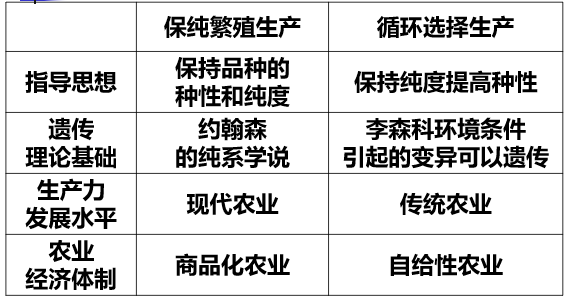 保纯繁殖生产
循环选择生产
指导思想
保持品种的
种性和纯度
保持纯度提高种性
遗传
理论基础
约翰森
的纯系学说
李森科环境条件
引起的变异可以遗传
生产力
发展水平
现代农业
传统农业
农业
经济体制
商品化农业
自给性农业